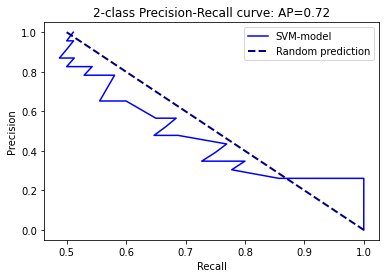 2-class Precision-Recall curve: AP=0.72
1.0
0.8
0.6
0.4
0.2
0.0
Precision
SVM-model
Random prediction
0.5 0.6 0.7 0.8 0.9 1.0
Recall